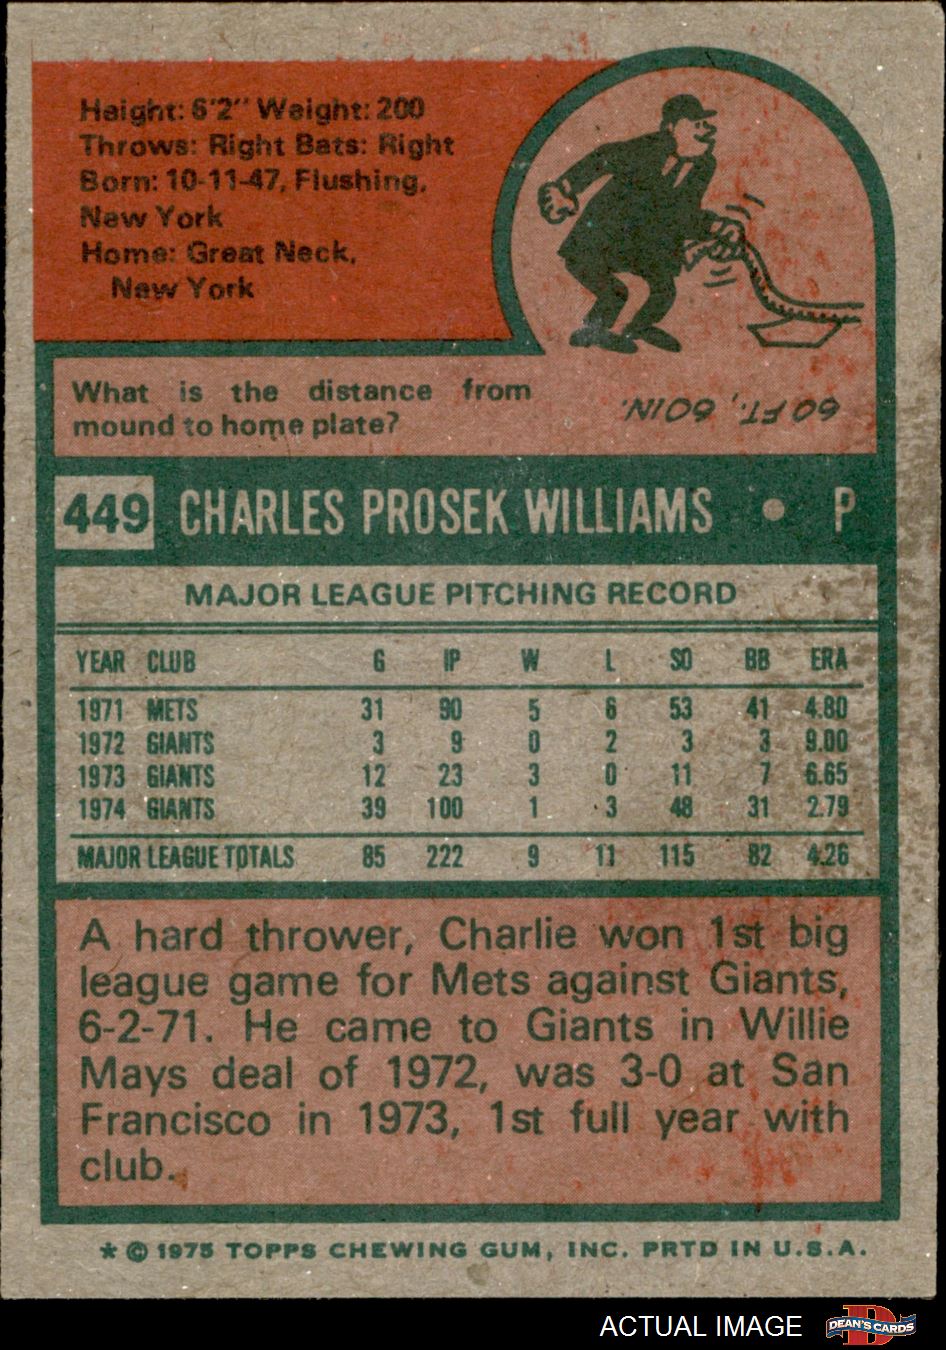 Height: 6'2" Weight: 200
Throws: Right Bats: Right
Born: 10-11-47, Flushing,
New York
Home: Great Neck,
New York
What is the distance from
mound to home plate?
60 FT., 6OIN.
449 CHARLES PROSEK WILLIAMS • P
MAJOR LEAGUE PITCHING RECORD
YEAR CLUB G IP W L SO BB ERA
1971 METS 31 90 5 6 53 41 4.80
1972 GIANTS 3 9 0 2 3 3 9.00
1973 GIANTS 12 23 3 0 11 7 6.65
1974 GIANTS 39 100 1 3 48 31 2.79
MAJOR LEAGUE TOTALS 85 222 9 11 115 82 4.26
A hard thrower, Charlie won 1st big
league game for Mets against Giants,
6-2-71. He came to Giants in Willie
Mays deal of 1972, was 3-0 at San
Francisco in 1973, 1st full year with
club.
* © 1975 TOPPS CHEWING GUM, INC. PRTD IN U.S.A.
ACTUAL IMAGE DEAN'S CARDS